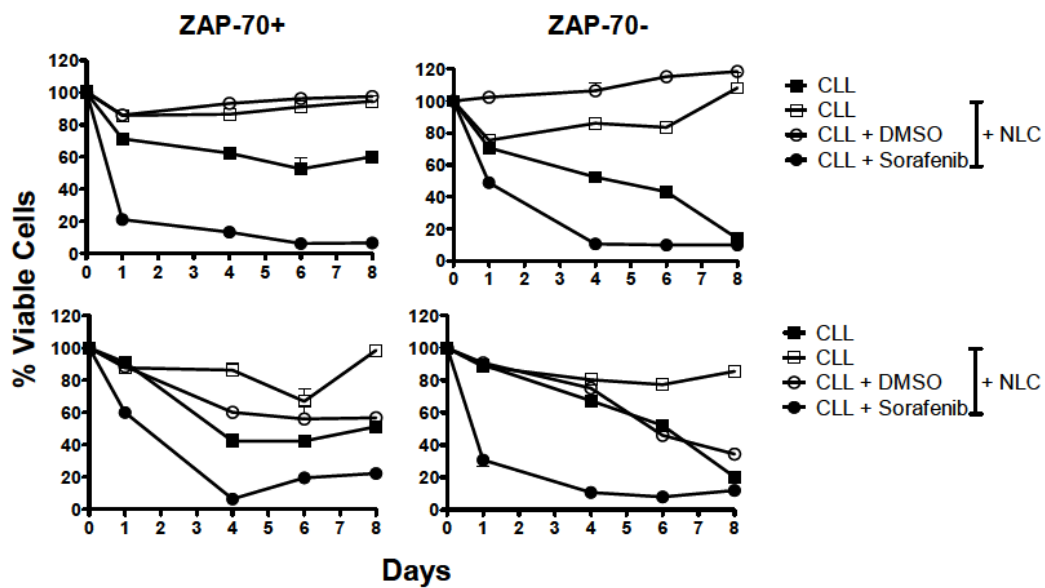 ZAP-70+ ZAP-70-
120
100
80
60
40
20
0
0 1 2 3 4 5 6 7 8
120
100
80
60
40
20
0
0 1 2 3 4 5 6 7 8
CLL
CLL
CLL + DMSO
CLL + Sorafenib
+ NLC
% Viable Cells
120
100
80
60
40
20
0
0 1 2 3 4 5 6 7 8
120
100
80
60
40
20
0
0 1 2 3 4 5 6 7 8
CLL
CLL
CLL + DMSO
CLL + Sorafenib
+ NLC
Days